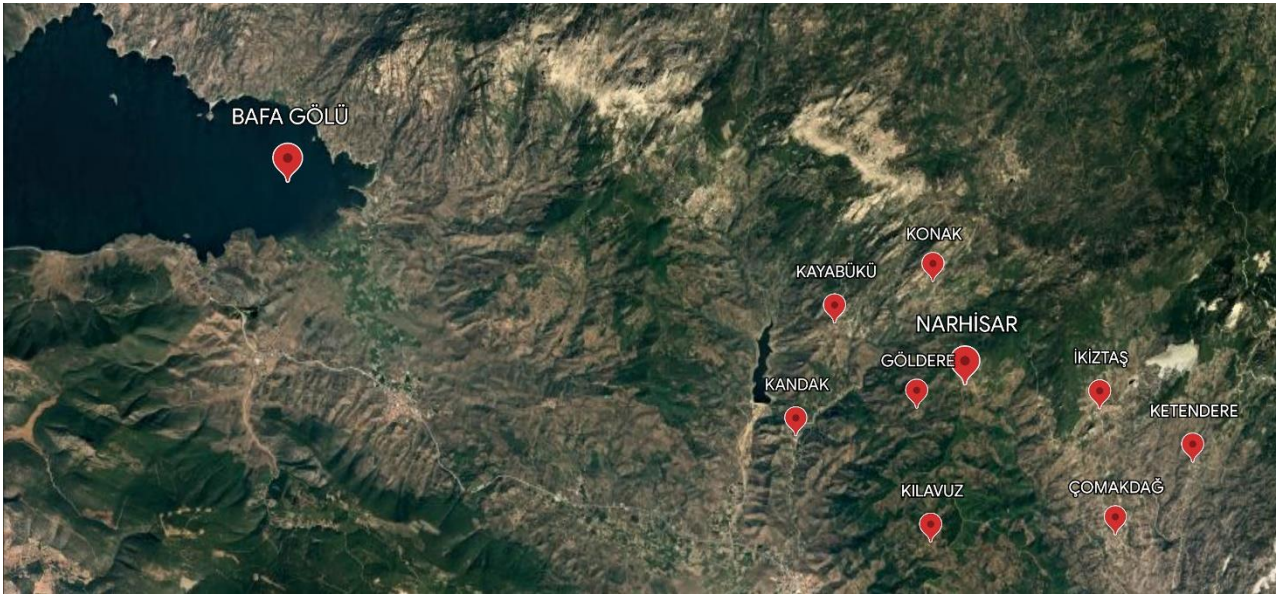 BAFA GÖLÜ
KONAK
KAYABÜKÜ
NARHİSAR
GÖLDERE
İKİZTAŞ
KANDAK
KETENDERE
KILAVUZ
ÇOMAKDAĞ